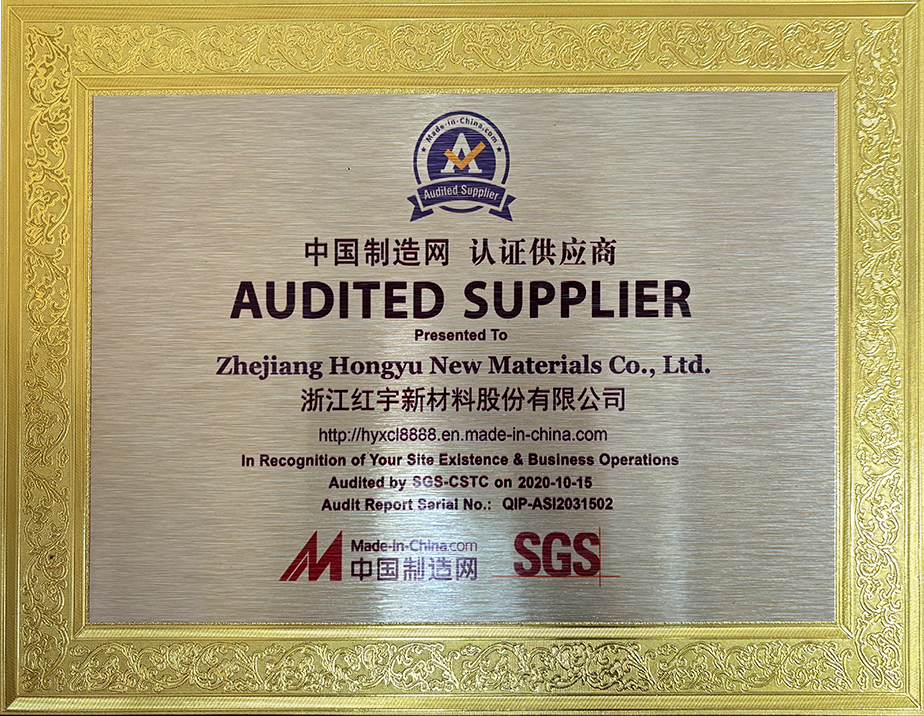 Made-in-China.com
A
Audited Supplier
中国制造网 认证供应商
AUDITED SUPPLIER
Presented To
Zhejiang Hongyu New Materials Co., Ltd.
浙江红宇新材料股份有限公司
http://hyxcl8888.en.made-in-china.com
In Recognition of Your Site Existence & Business Operations
Audited by SGS-CSTC on 2020-10-15
Audit Report Serial No.: QIP-ASI2031502
Made-in-China.com
中国制造网
SGS